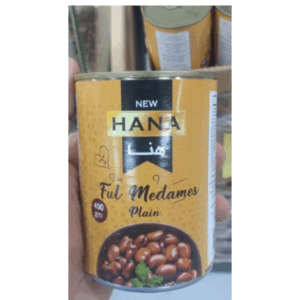 NEW
HANA
هنا
Ful Medames
Plain
400
gm